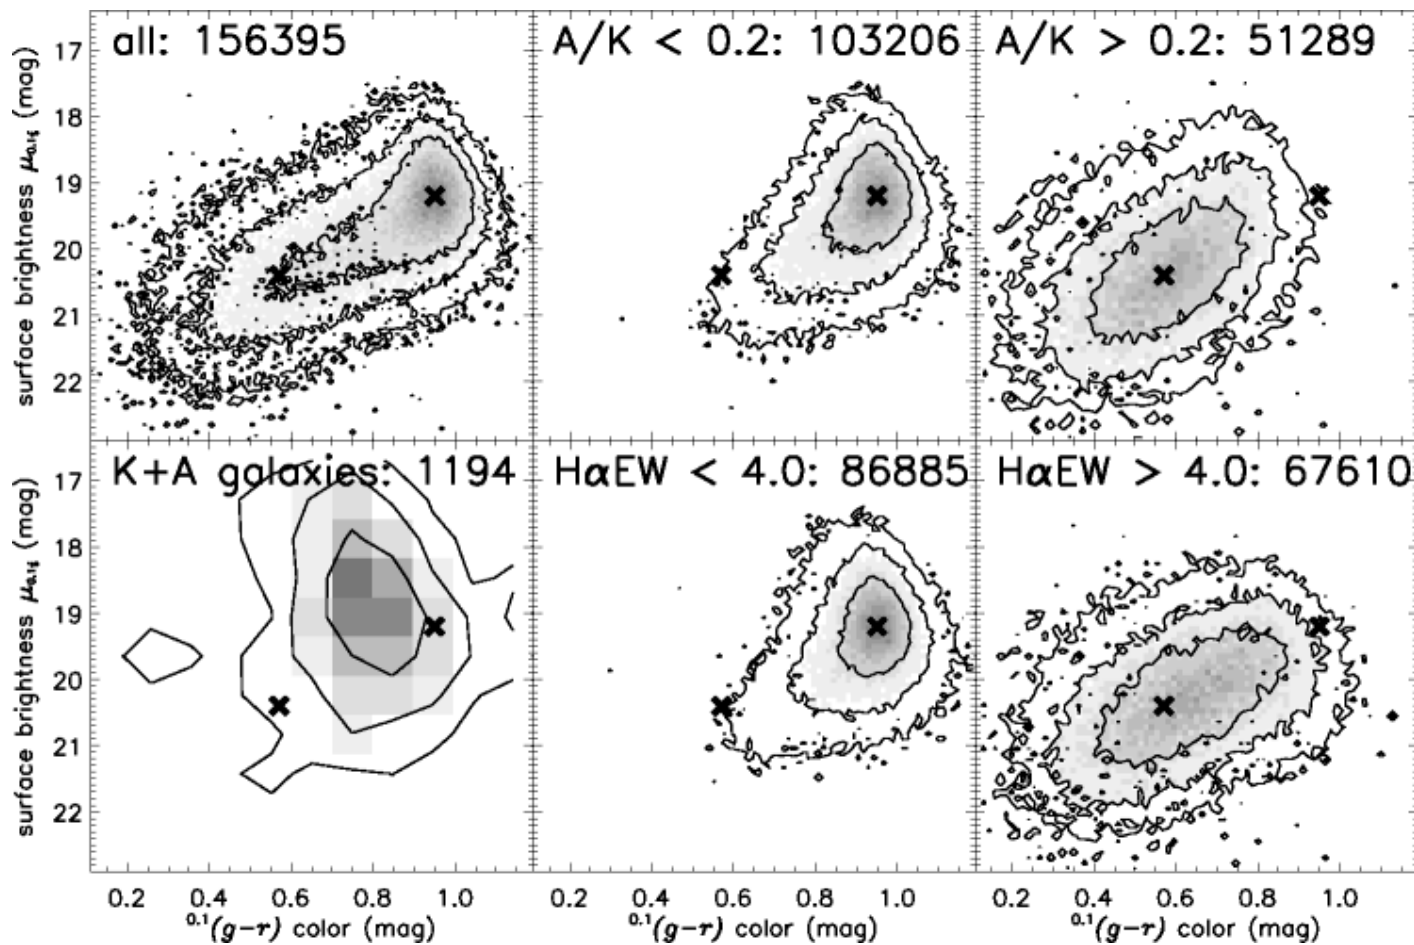 all: 156395
A/K < 0.2: 103206
A/K > 0.2: 51289
surface brightness μ0.1g (mag)
17
18
19
20
21
22
K+A galaxies: 1194
HαEW < 4.0: 86885
HαEW > 4.0: 67610
surface brightness μ0.1g (mag)
17
18
19
20
21
22
0.2 0.4 0.6 0.8 1.0
0.2 0.4 0.6 0.8 1.0
0.2 0.4 0.6 0.8 1.0
0.1(g-r) color (mag)
0.1(g-r) color (mag)
0.1(g-r) color (mag)